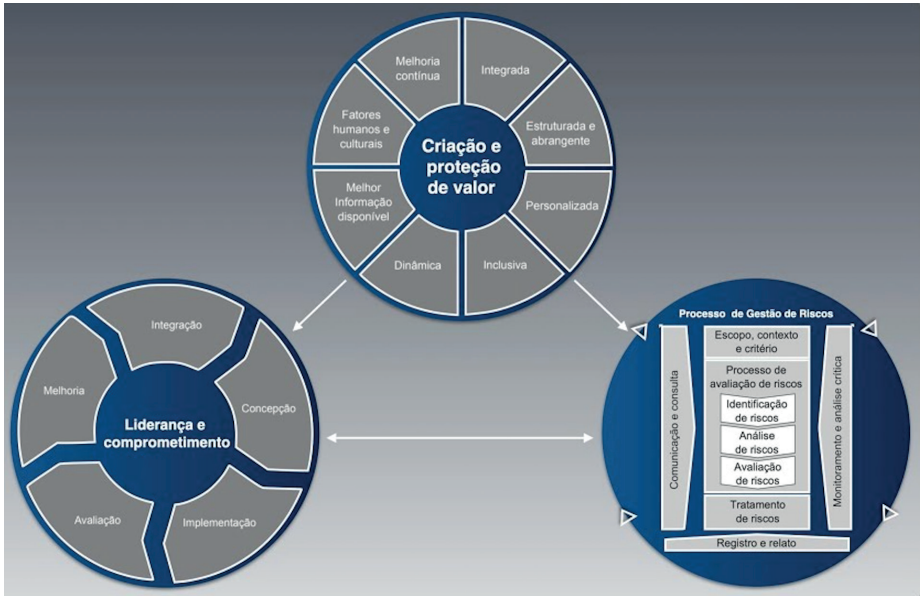 Melhoria
contínua
Integrada
Fatores
humanos e
culturais
Estruturada e
abrangente
Criação e
proteção
de valor
Melhor
Informação
disponível
Personalizada
Dinâmica
Inclusiva
Integração
Melhoria
Concepção
Liderança e
comprometimento
Avaliação
Implementação
Processo de Gestão de Riscos
Escopo, contexto
e critério
Comunicação e consulta
Processo de
avaliação de riscos
Identificação
de riscos
Análise
de riscos
Avaliação
de riscos
Monitoramento e análise crítica
Tratamento
de riscos
Registro e relato